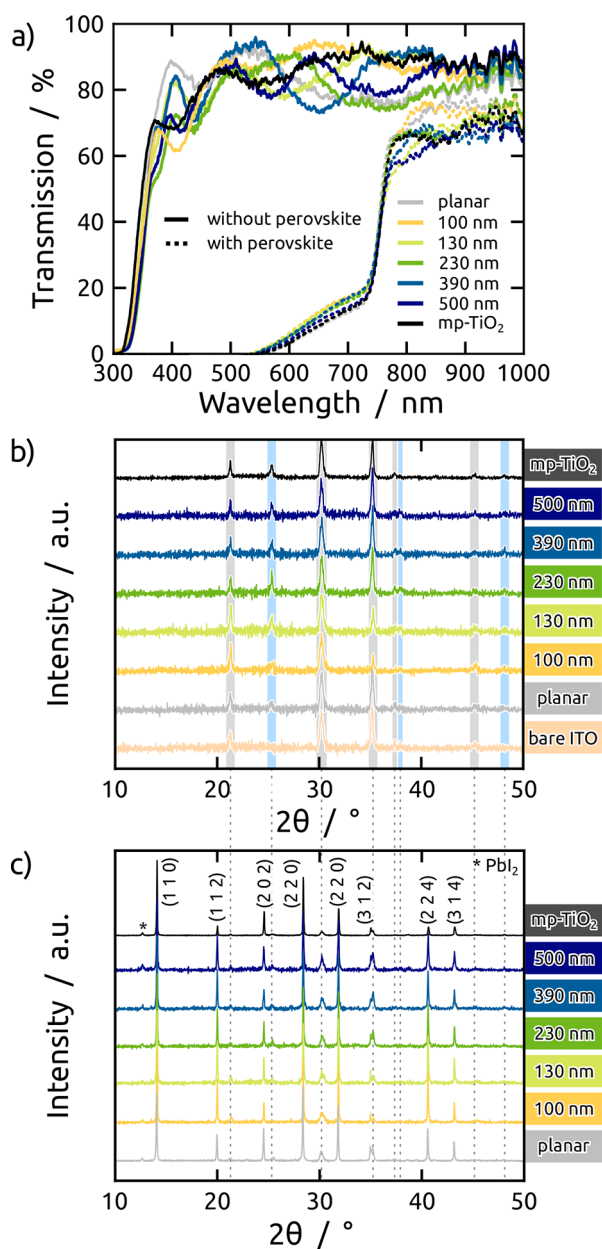 a)
100
80
60
40
20
0
Transmission / %
without perovskite
with perovskite
planar
100 nm
130 nm
230 nm
390 nm
500 nm
mp-TiO₂
300 400 500 600 700 800 900 1000
Wavelength / nm
b)
Intensity / a.u.
mp-TiO₂
500 nm
390 nm
230 nm
130 nm
100 nm
planar
bare ITO
10 20 30 40 50
2θ / °
c)
* PbI₂
*
(1 1 0)
(1 1 2)
(2 0 2)
(2 2 0)
(2 2 0)
(3 1 2)
(2 2 4)
(3 1 4)
Intensity / a.u.
mp-TiO₂
500 nm
390 nm
230 nm
130 nm
100 nm
planar
10 20 30 40 50
2θ / °